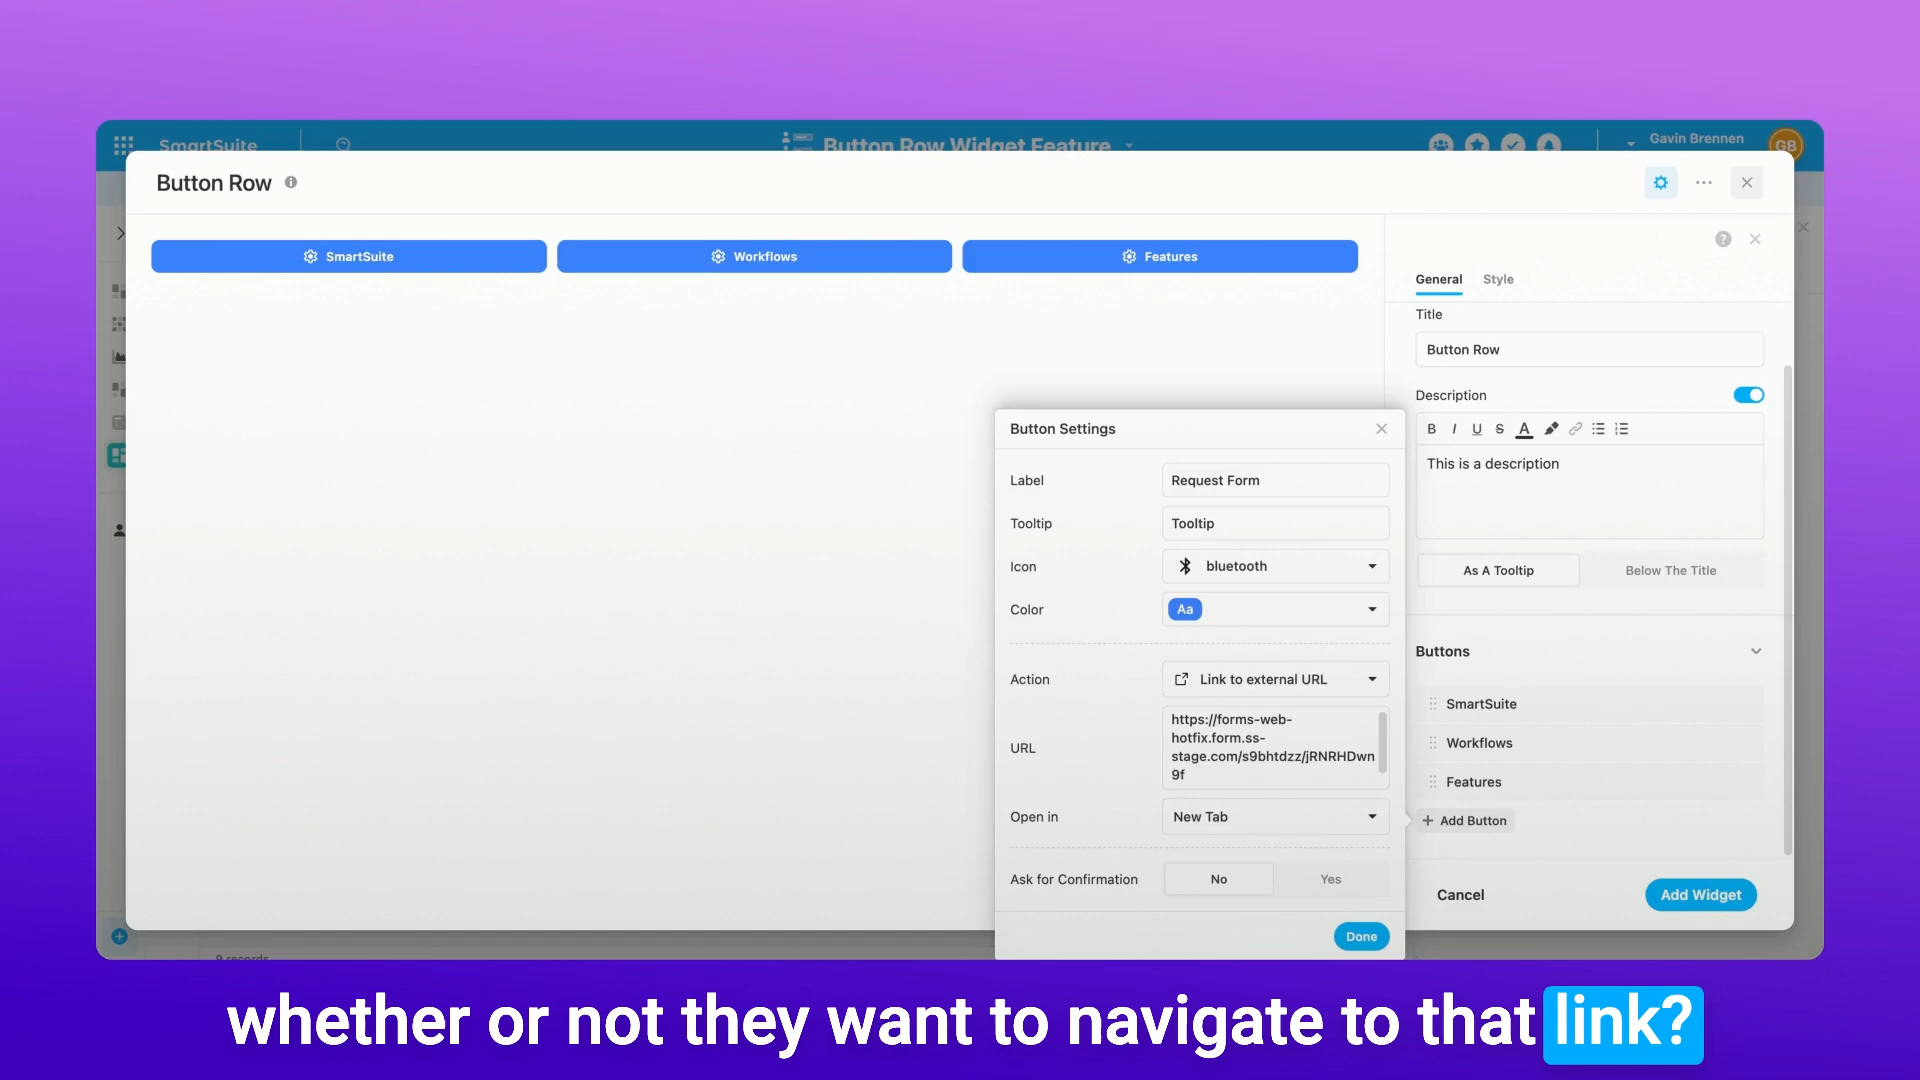 SmartSuite
Button Row Widget Feature
Gavin Brennen
GB
Button Row
SmartSuite
Workflows
Features
General
Style
Title
Button Row
Description
B I U S A
This is a description
As A Tooltip
Below The Title
Button Settings
Label
Request Form
Tooltip
Tooltip
Icon
bluetooth
Color
Aa
Action
Link to external URL
URL
https://forms-web-
hotfix.form.ss-
stage.com/s9bhtdzz/jRNRHDwn
9f
Open in
New Tab
Ask for Confirmation
No
Yes
Done
Buttons
SmartSuite
Workflows
Features
+ Add Button
Cancel
Add Widget
9 records
whether or not they want to navigate to that link?